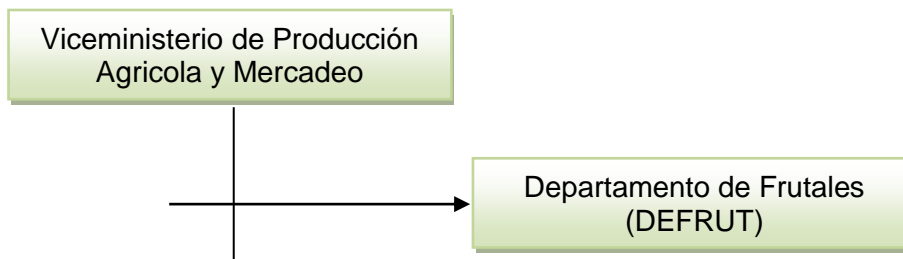 Viceministerio de Producción
Agricola y Mercadeo
Departamento de Frutales
(DEFRUT)